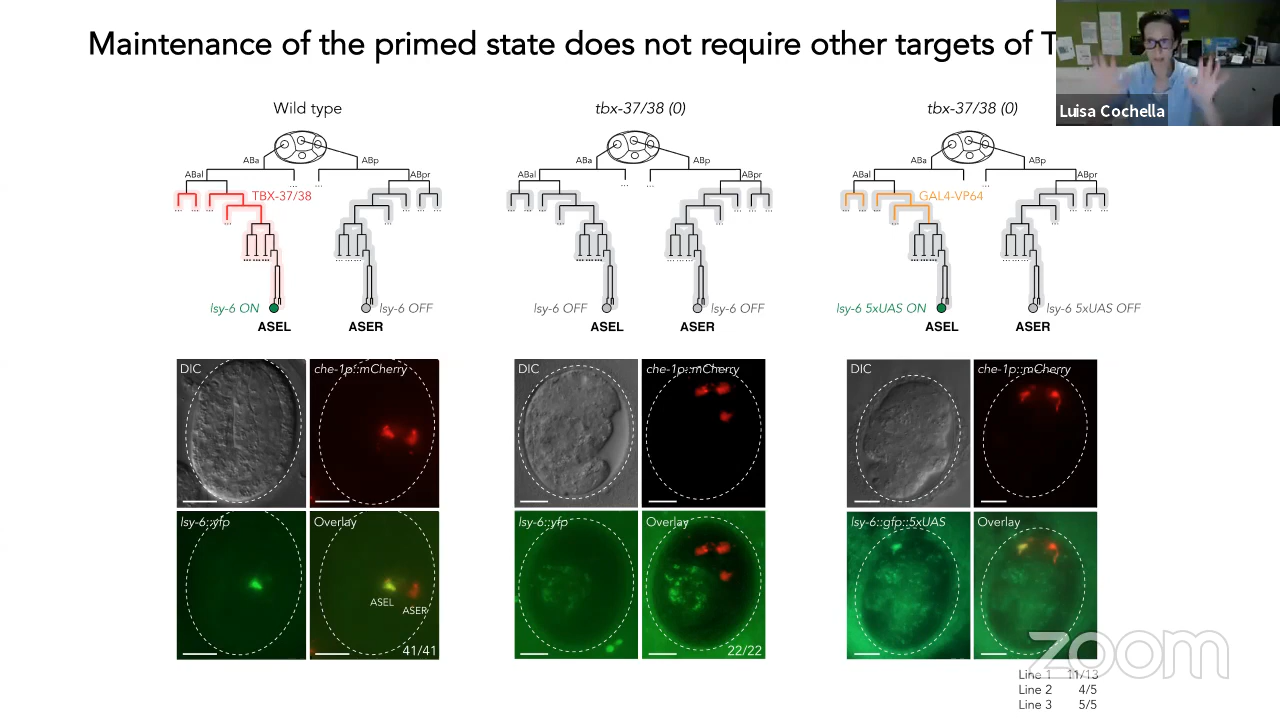 Maintenance of the primed state does not require other targets of T
Luisa Cochella
Wild type
tbx-37/38 (0)
tbx-37/38 (0)
ABa
ABp
ABal
ABpr
TBX-37/38
lsy-6 ON
lsy-6 OFF
ASEL
ASER
ABa
ABp
ABal
ABpr
lsy-6 OFF
lsy-6 OFF
ASEL
ASER
ABa
ABp
ABal
ABpr
GAL4-VP64
lsy-6 5xUAS ON
lsy-6 5xUAS OFF
ASEL
ASER
DIC
che-1p::mCherry
lsy-6::yfp
Overlay
ASEL
ASER
41/41
DIC
che-1p::mCherry
lsy-6::yfp
Overlay
22/22
DIC
che-1p::mCherry
lsy-6::gfp::5xUAS
Overlay
zoom
Line 1 11/13
Line 2 4/5
Line 3 5/5